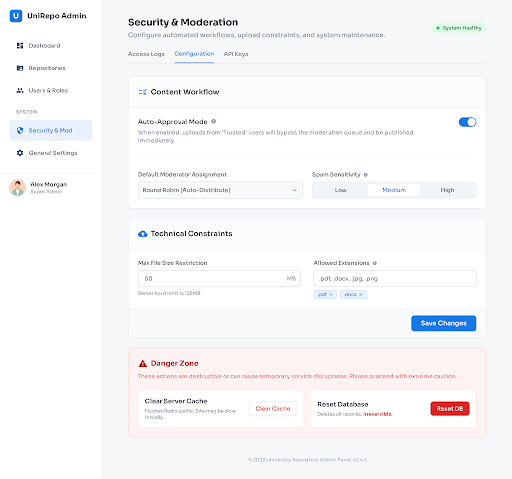 U UniRepo Admin
Dashboard
Repositories
Users & Roles
SYSTEM
Security & Mod
General Settings
Alex Morgan
Super Admin
Security & Moderation
Configure automated workflows, upload constraints, and system maintenance.
System Healthy
Access Logs Configuration API Keys
Content Workflow
Auto-Approval Mode
When enabled, uploads from 'Trusted' users will bypass the moderation queue and be published
immediately.
Default Moderator Assignment
Round Robin (Auto-Distribute)
Spam Sensitivity
Low Medium High
Technical Constraints
Max File Size Restriction
50 MB
Server hard limit is 128MB.
Allowed Extensions
.pdf, .docx, .jpg, .png
.pdf × .docx ×
Save Changes
Danger Zone
These actions are destructive or can cause temporary service disruptions. Please proceed with extreme caution.
Clear Server Cache
Flushes Redis cache. Site may be slow
initially.
Clear Cache
Reset Database
Deletes all records. Irreversible.
Reset DB
University Repository Admin Panel v2.4.1